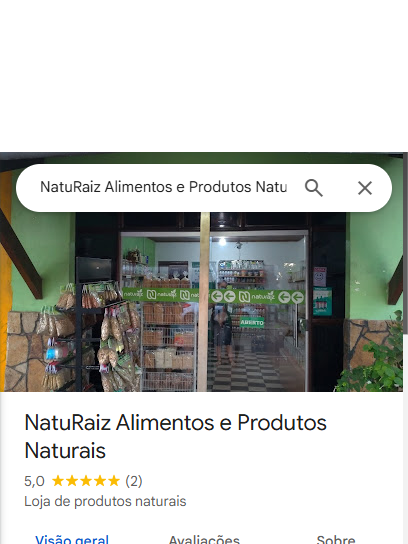 NatuRaiz Alimentos e Produtos Natu
naturaiz
naturaiz
ABERTO
NatuRaiz Alimentos e Produtos
Naturais
5,0 (2)
Loja de produtos naturais
Visão geral Avaliações Sobre